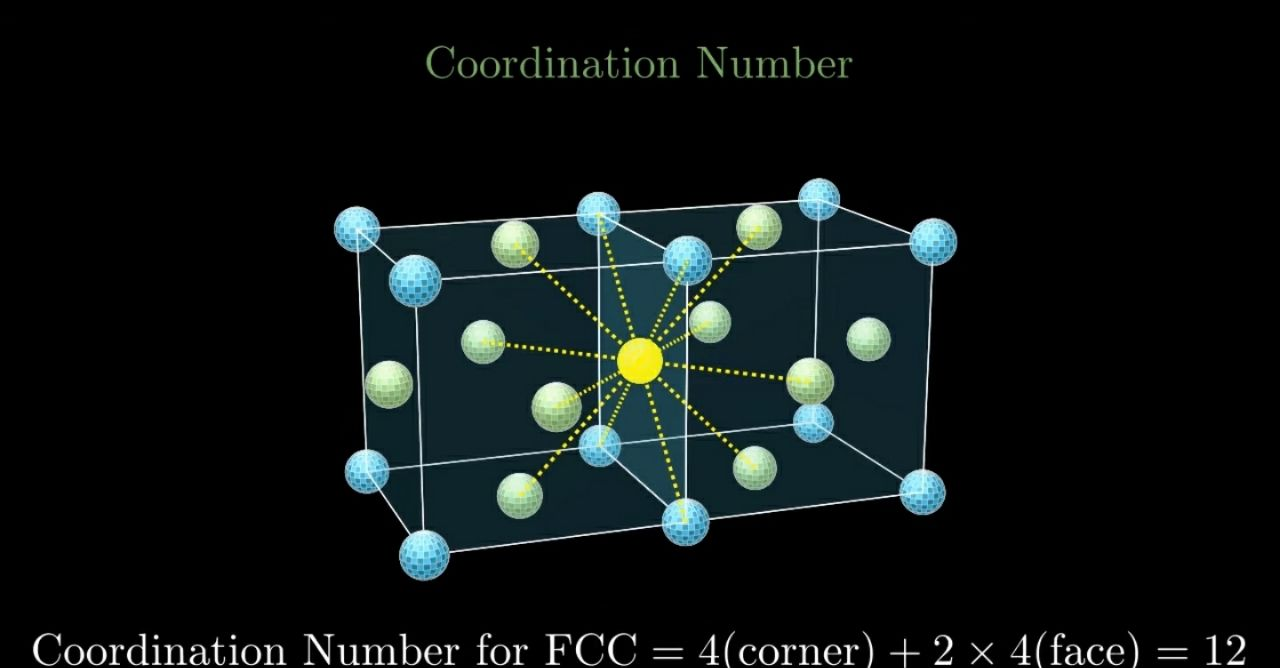 Coordination Number
Coordination Number for FCC = 4(corner) + 2 × 4(face) = 12